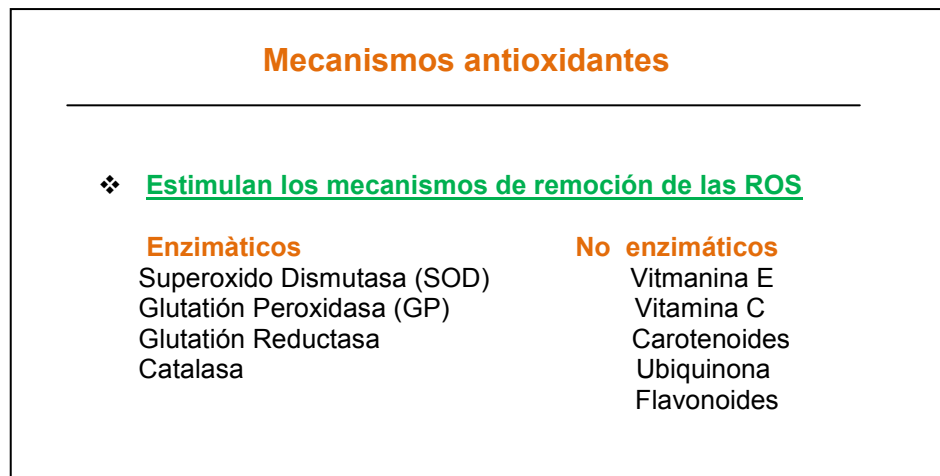 Mecanismos antioxidantes
❖ Estimulan los mecanismos de remoción de las ROS
Enzimàticos No enzimáticos
Superoxido Dismutasa (SOD) Vitmanina E
Glutatión Peroxidasa (GP) Vitamina C
Glutatión Reductasa Carotenoides
Catalasa Ubiquinona
Flavonoides